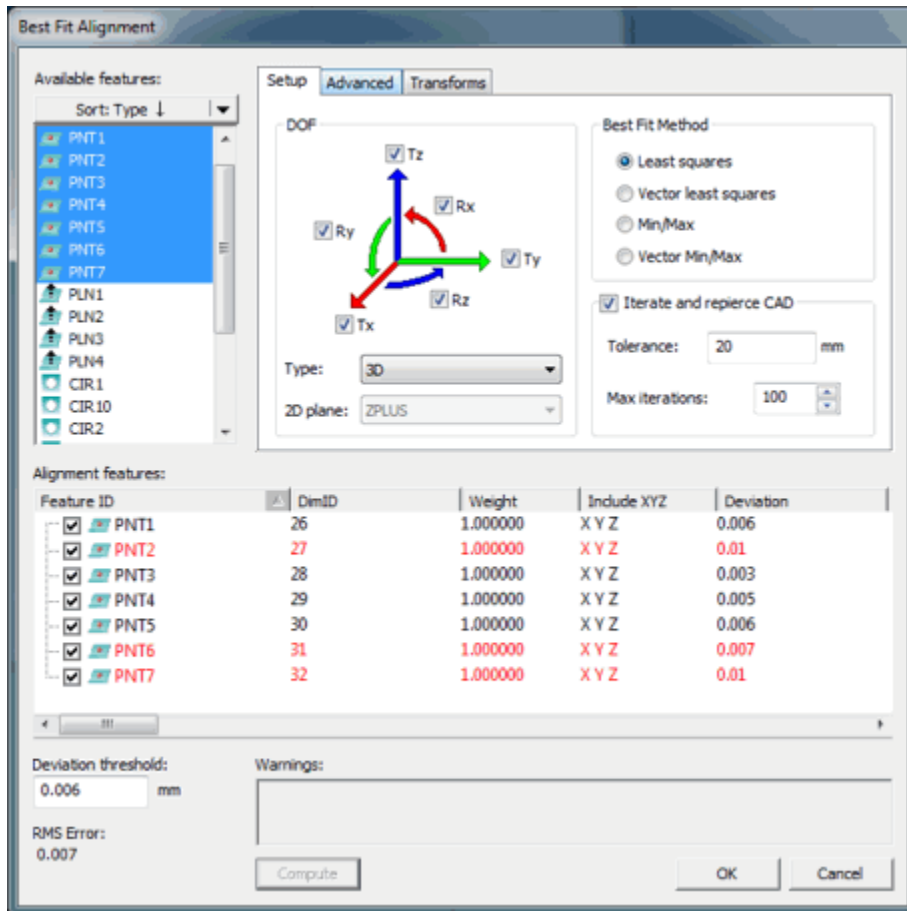 Best Fit Alignment
Available features:
Sort: Type ↓
PNT1
PNT2
PNT3
PNT4
PNT5
PNT6
PNT7
PLN1
PLN2
PLN3
PLN4
CIR1
CIR10
CIR2
Setup Advanced Transforms
DOF
Tz
Rx
Ry
Ty
Rz
Tx
Type: 3D
2D plane: ZPLUS
Best Fit Method
Least squares
Vector least squares
Min/Max
Vector Min/Max
Iterate and repierce CAD
Tolerance: 20 mm
Max iterations: 100
Alignment features:
Feature ID DimID Weight Include XYZ Deviation
PNT1 26 1.000000 X Y Z 0.006
PNT2 27 1.000000 X Y Z 0.01
PNT3 28 1.000000 X Y Z 0.003
PNT4 29 1.000000 X Y Z 0.005
PNT5 30 1.000000 X Y Z 0.006
PNT6 31 1.000000 X Y Z 0.007
PNT7 32 1.000000 X Y Z 0.01
Deviation threshold:
0.006 mm
RMS Error:
0.007
Warnings:
Compute OK Cancel